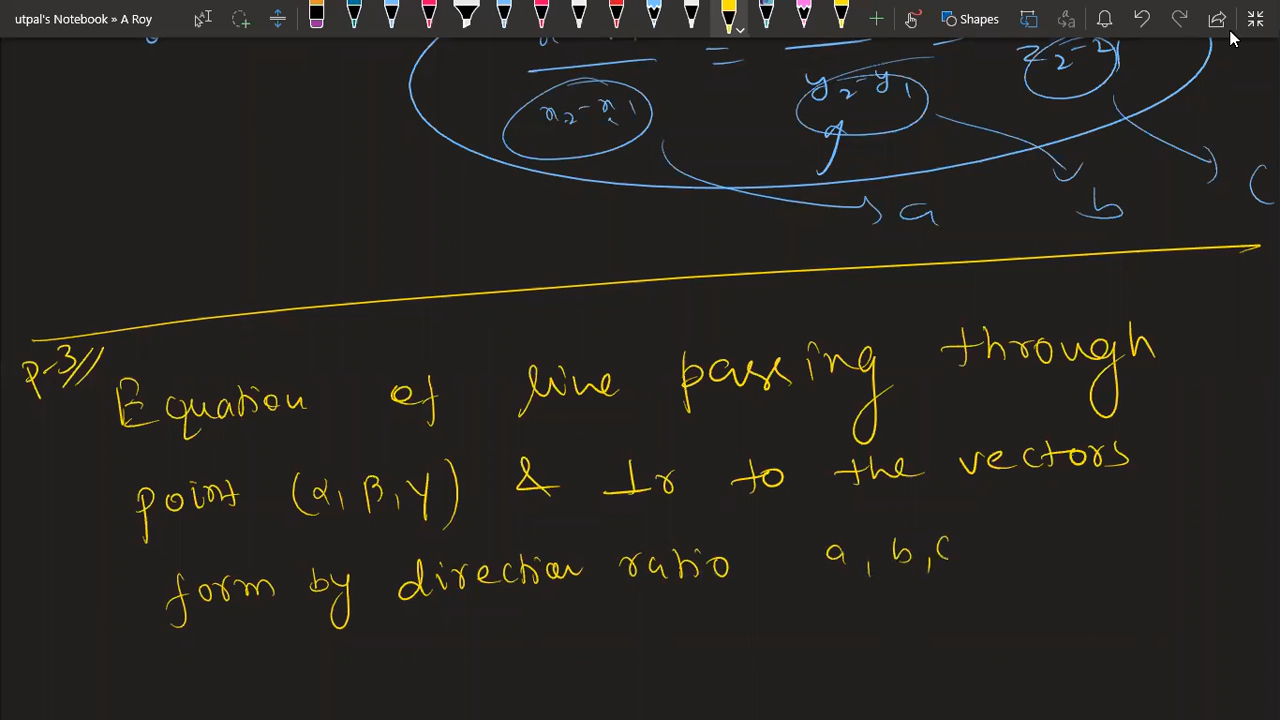 utpal's Notebook » A Roy
Shapes
x₂-x₁ = y₂-y₁ = z₂-z₁
a b c
P-3//
Equation of line passing through
point (α, β, γ) & ⊥r to the vectors
form by direction ratio a, b, c